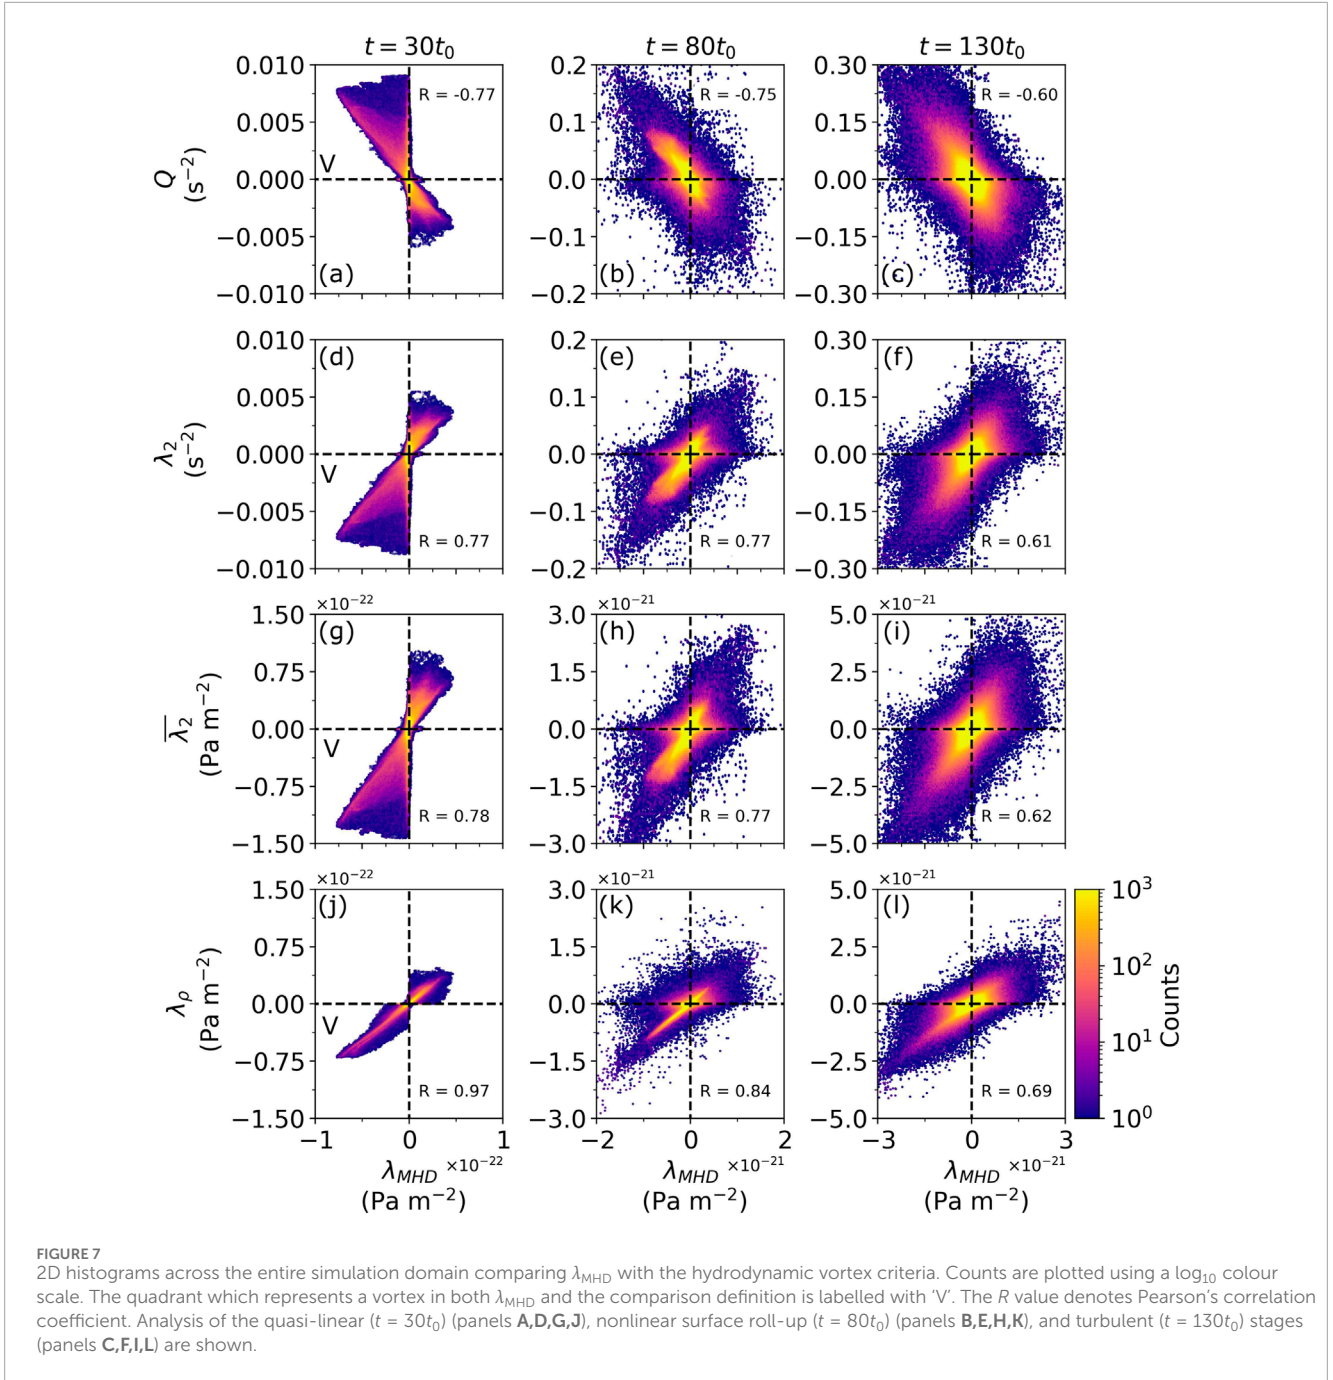 t = 30t₀ t = 80t₀ t = 130t₀
0.010 0.2 0.30
R = -0.77 R = -0.75 R = -0.60
0.005 0.1 0.15
V
Q (s⁻²) 0.000 0.0 0.00
−0.005 −0.1 −0.15
(a) (b) (c)
−0.010 −0.2 −0.30
0.010 0.2 0.30
(d) (e) (f)
0.005 0.1 0.15
λ₂ (s⁻²) 0.000 0.0 0.00
V
−0.005 −0.1 −0.15
R = 0.77 R = 0.77 R = 0.61
−0.010 −0.2 −0.30
×10⁻²² ×10⁻²¹ ×10⁻²¹
1.50 3.0 5.0
(g) (h) (i)
0.75 1.5 2.5
λ̅₂ (Pa m⁻²) 0.00 0.0 0.0
V
−0.75 −1.5 −2.5
R = 0.78 R = 0.77 R = 0.62
−1.50 −3.0 −5.0
×10⁻²² ×10⁻²¹ ×10⁻²¹
1.50 3.0 5.0 10³
(j) (k) (l)
0.75 1.5 2.5 10²
λρ (Pa m⁻²) 0.00 0.0 0.0
V
−0.75 −1.5 −2.5 10¹
R = 0.97 R = 0.84 R = 0.69
−1.50 −3.0 −5.0 10⁰
Counts
−1 0 1 −2 0 2 −3 0 3
λMHD ×10⁻²² λMHD ×10⁻²¹ λMHD ×10⁻²¹
(Pa m⁻²) (Pa m⁻²) (Pa m⁻²)
FIGURE 7
2D histograms across the entire simulation domain comparing λMHD with the hydrodynamic vortex criteria. Counts are plotted using a log₁₀ colour
scale. The quadrant which represents a vortex in both λMHD and the comparison definition is labelled with ‘V’. The R value denotes Pearson’s correlation
coefficient. Analysis of the quasi-linear (t = 30t₀) (panels A,D,G,J), nonlinear surface roll-up (t = 80t₀) (panels B,E,H,K), and turbulent (t = 130t₀) stages
(panels C,F,I,L) are shown.